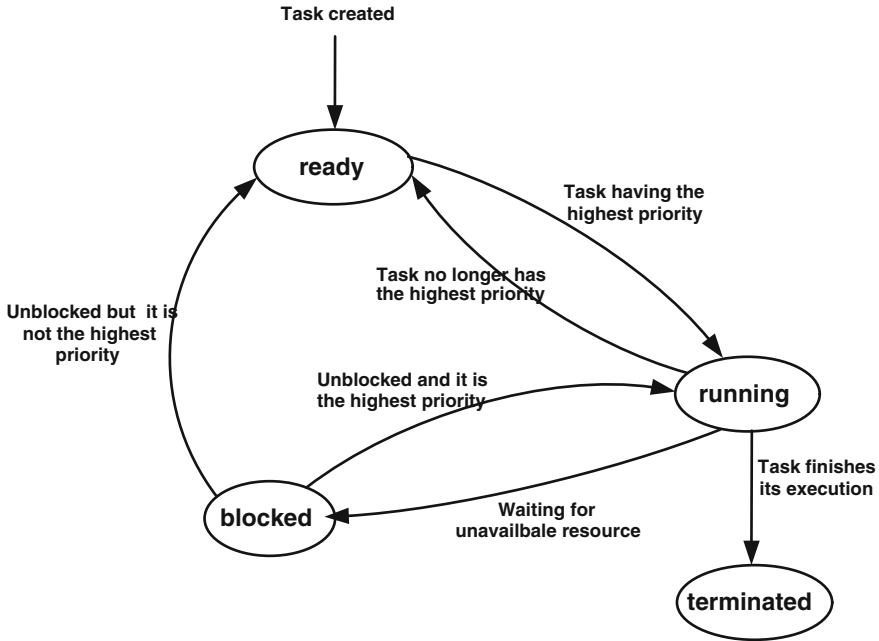 Task created
ready
Task having the
highest priority
Task no longer has
the highest priority
Unblocked but it is
not the highest
priority
Unblocked and it is
the highest priority
running
Task finishes
its execution
blocked
Waiting for
unavailbale resource
terminated